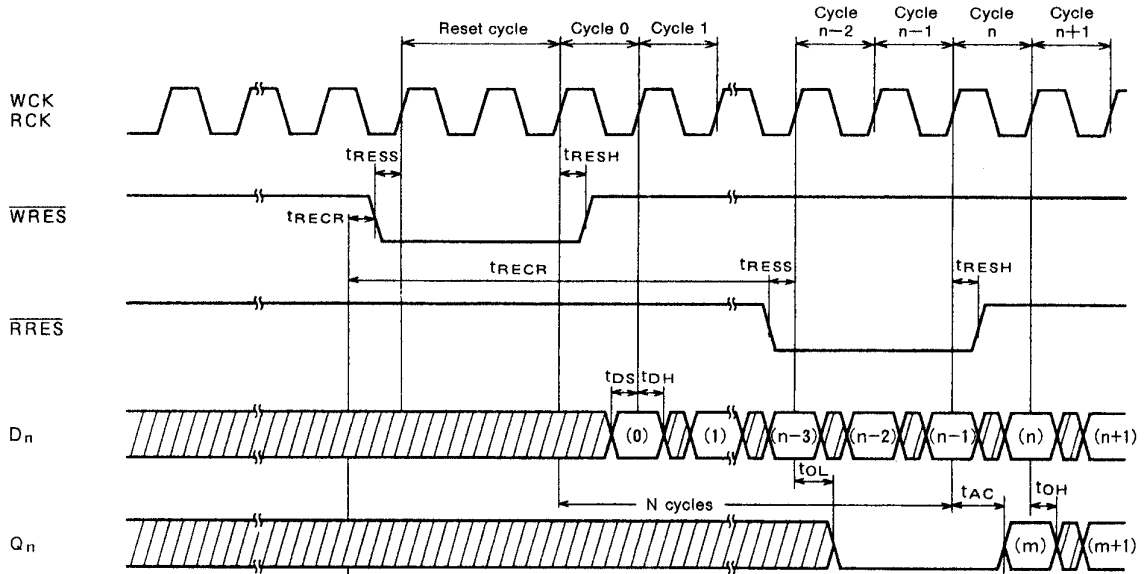 Reset cycle
Cycle 0
Cycle 1
Cycle
n−2
Cycle
n−1
Cycle
n
Cycle
n+1
WCK
RCK
tRESS
tRESH
WRES
tRECR
tRECR
tRESS
tRESH
RRES
tDS
tDH
Dn
(0)
(1)
(n−3)
(n−2)
(n−1)
(n)
(n+1)
tOL
N cycles
tAC
tOH
Qn
(m)
(m+1)